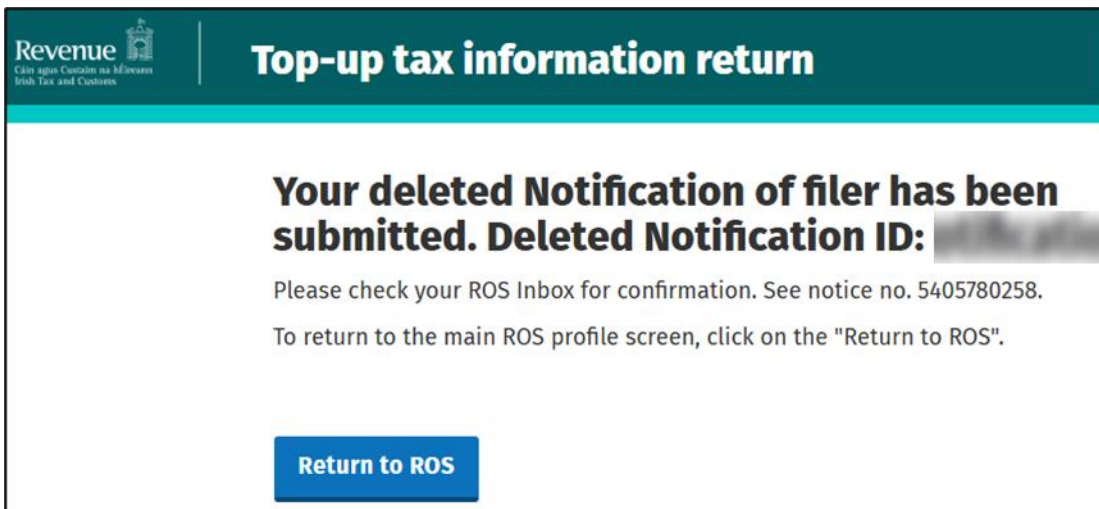 Revenue
Cáin agus Custaim na hÉireann
Irish Tax and Customs
Top-up tax information return
Your deleted Notification of filer has been
submitted. Deleted Notification ID:
Please check your ROS Inbox for confirmation. See notice no. 5405780258.
To return to the main ROS profile screen, click on the "Return to ROS".
Return to ROS